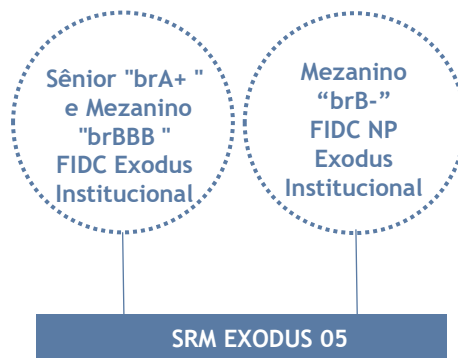 Sênior "brA+ "
e Mezanino
"brBBB "
FIDC Exodus
Institucional
Mezanino
“brB-”
FIDC NP
Exodus
Institucional
SRM EXODUS 05